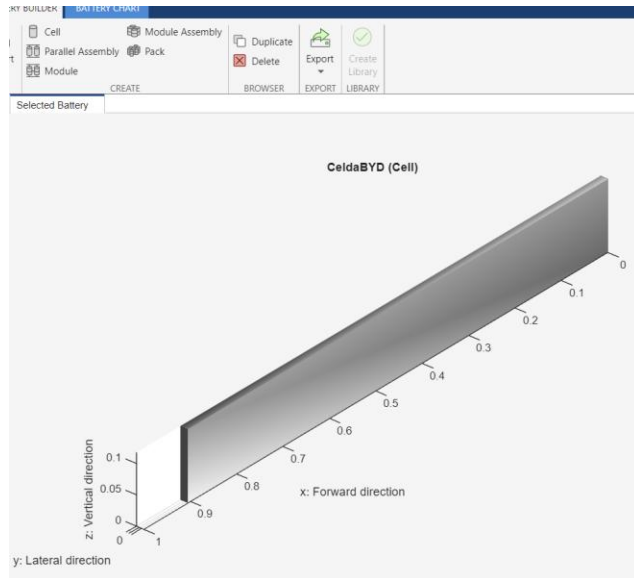 RY BUILDER BATTERY CHART
Cell Module Assembly
Parallel Assembly Pack
Module
Duplicate
Delete
Export
Create
Library
CREATE BROWSER EXPORT LIBRARY
Selected Battery
CeldaBYD (Cell)
0
0.1
0.2
0.3
0.4
0.5
0.6
0.7
0.8
0.9
1
x: Forward direction
0.1
0.05
0
z: Vertical direction
0
y: Lateral direction